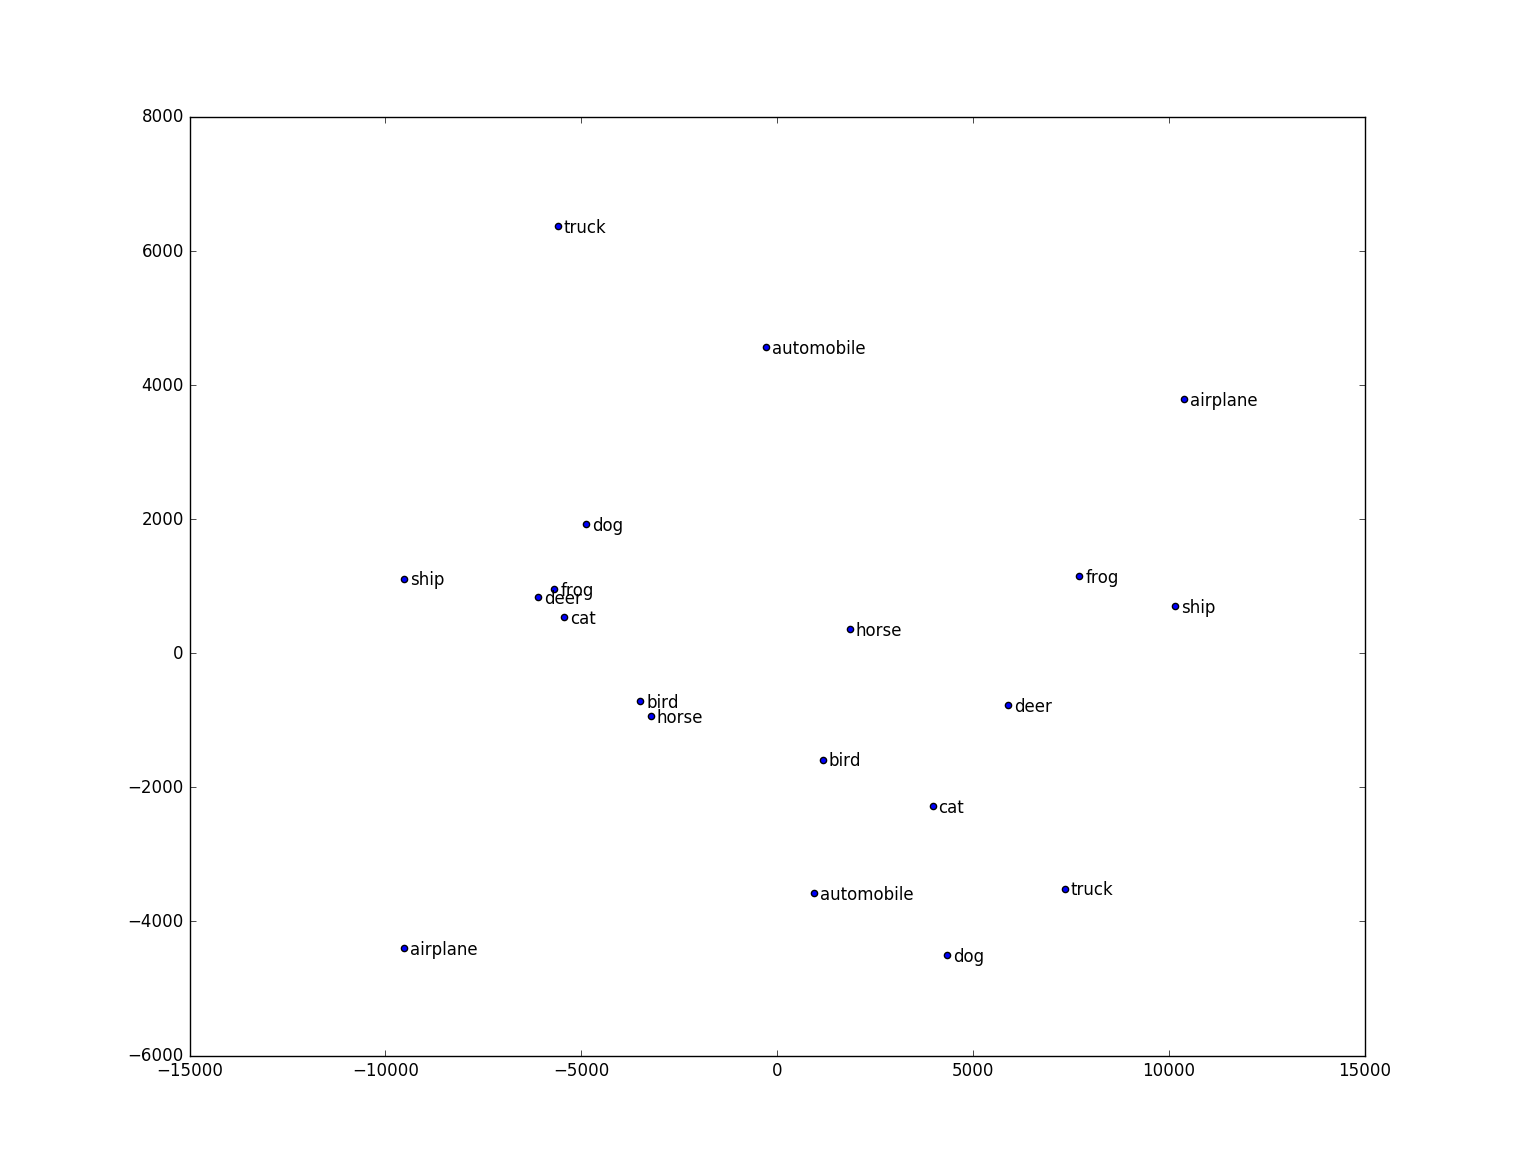 8000
truck
6000
automobile
4000
airplane
2000
dog
ship
frog
frog
deer
ship
cat
horse
0
bird
deer
horse
bird
−2000
cat
automobile
truck
−4000
airplane
dog
−6000
−15000 −10000 −5000 0 5000 10000 15000